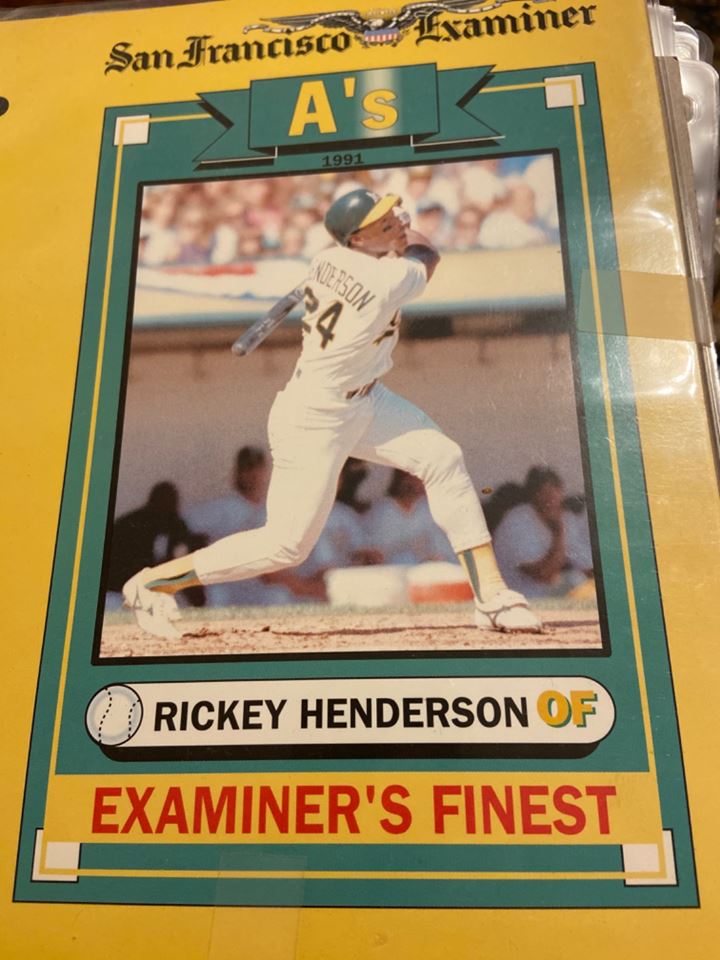 San Francisco Examiner
A's
1991
HENDERSON
24
RICKEY HENDERSON OF
EXAMINER'S FINEST